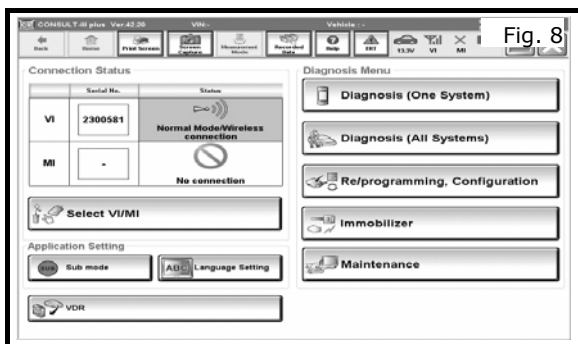 CONSULT-III plus Ver.42.20 VIN:- Vehicle : -
Fig. 8
Back Home Print Screen Screen Capture Measurement Mode Recorded Data Help ERT 13.3V VI MI
Connection Status
Serial No. Status
VI 2300581 Normal Mode/Wireless connection
MI - No connection
Select VI/MI
Application Setting
SUB Sub mode ABC Language Setting
VDR
Diagnosis Menu
Diagnosis (One System)
Diagnosis (All Systems)
Re/programming, Configuration
Immobilizer
Maintenance